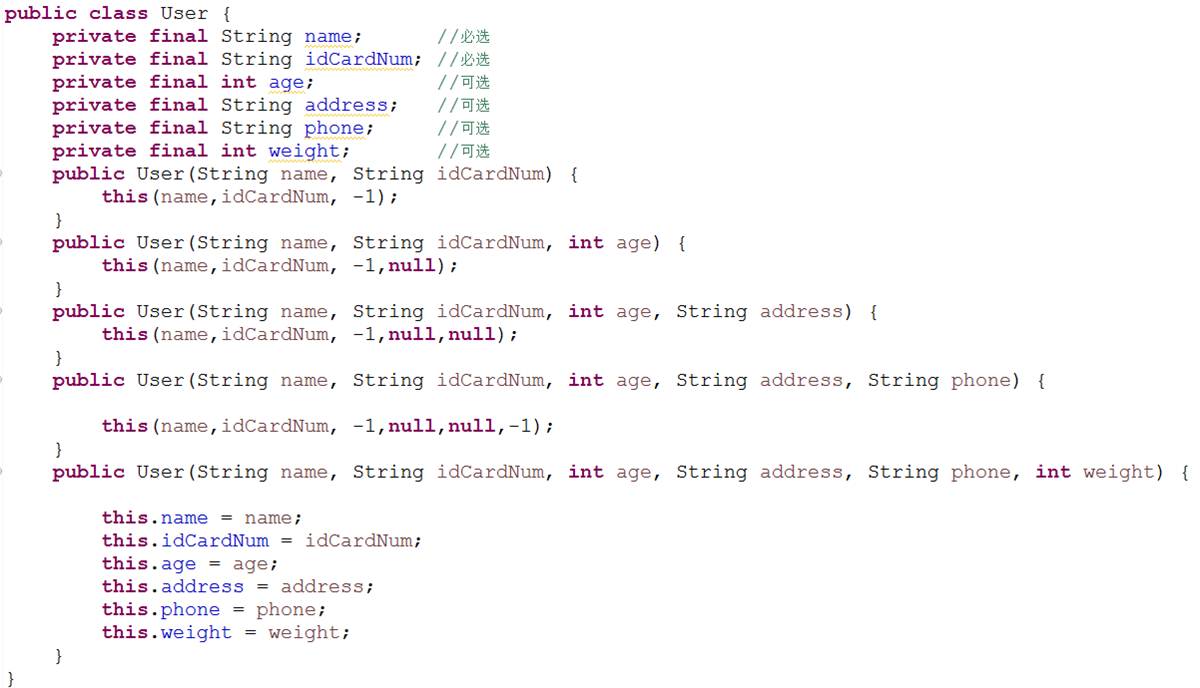 public class User {
    private final String name;      //必选
    private final String idCardNum; //必选
    private final int age;          //可选
    private final String address;   //可选
    private final String phone;     //可选
    private final int weight;       //可选
    public User(String name, String idCardNum) {
        this(name,idCardNum, -1);
    }
    public User(String name, String idCardNum, int age) {
        this(name,idCardNum, -1,null);
    }
    public User(String name, String idCardNum, int age, String address) {
        this(name,idCardNum, -1,null,null);
    }
    public User(String name, String idCardNum, int age, String address, String phone) {
        this(name,idCardNum, -1,null,null,-1);
    }
    public User(String name, String idCardNum, int age, String address, String phone, int weight) {
        this.name = name;
        this.idCardNum = idCardNum;
        this.age = age;
        this.address = address;
        this.phone = phone;
        this.weight = weight;
    }
}